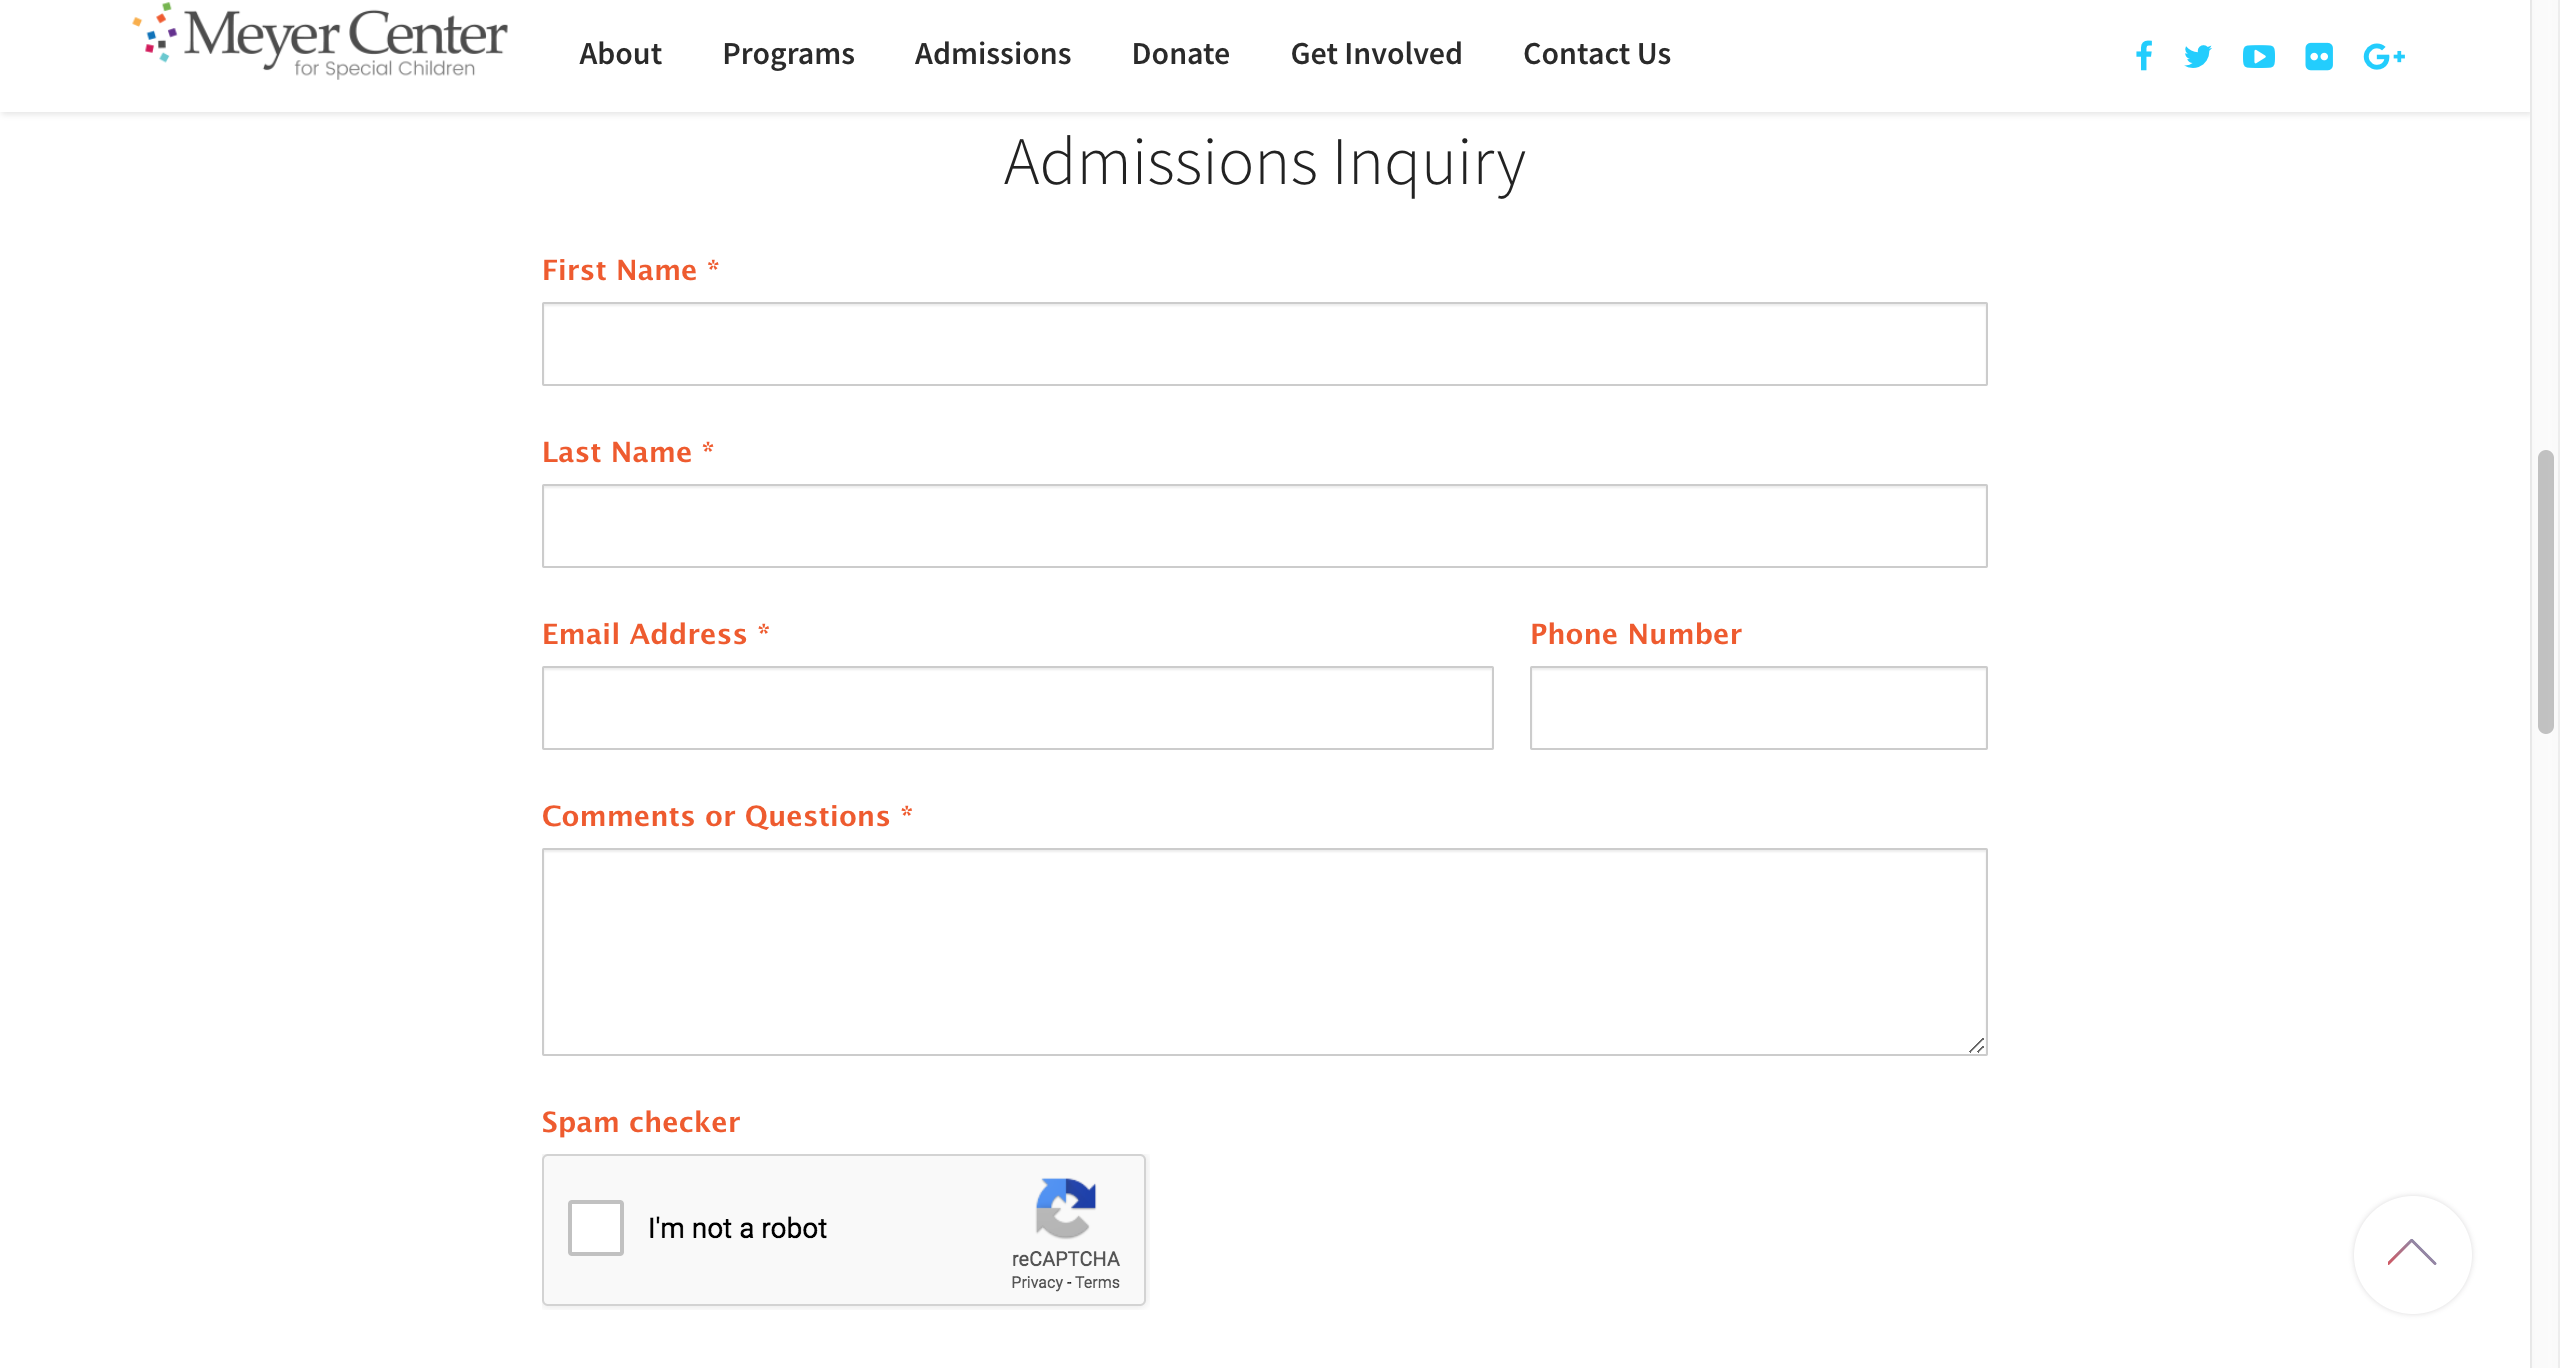 Meyer Center
for Special Children
About Programs Admissions Donate Get Involved Contact Us
Admissions Inquiry
First Name *
Last Name *
Email Address * Phone Number
Comments or Questions *
Spam checker
I'm not a robot
reCAPTCHA
Privacy - Terms